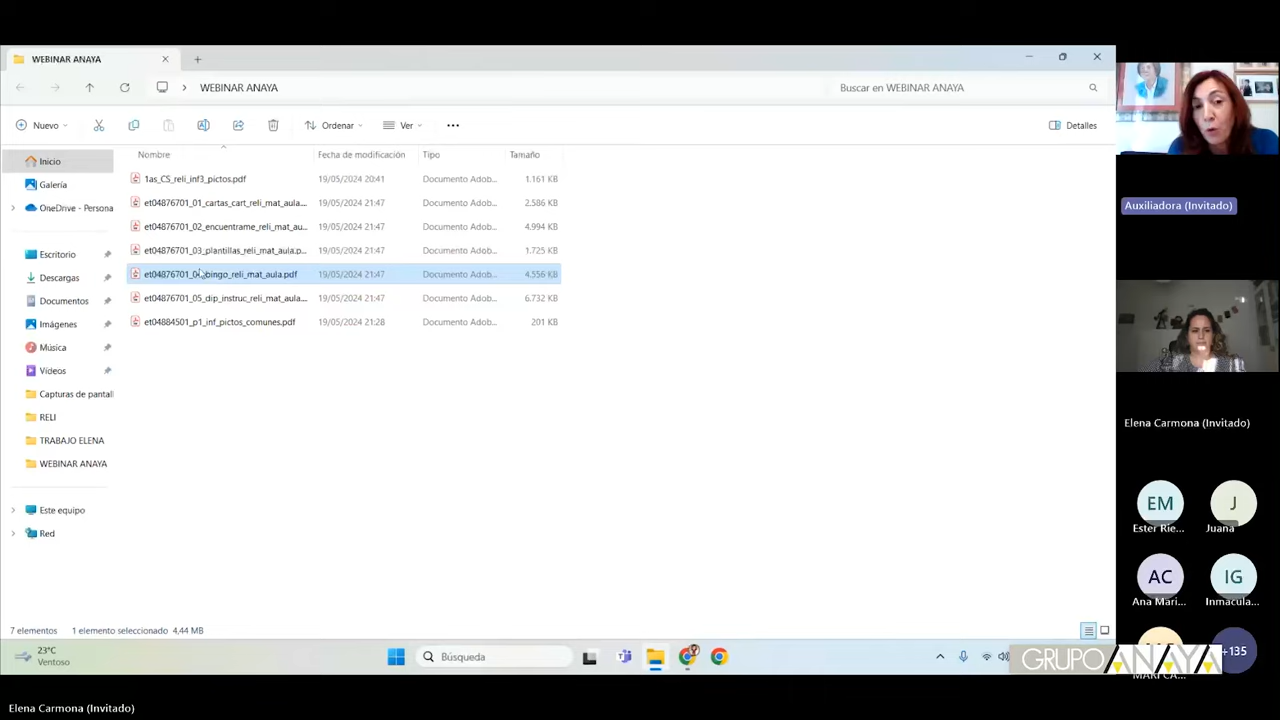 WEBINAR ANAYA
WEBINAR ANAYA
Buscar en WEBINAR ANAYA
Nuevo
Ordenar
Ver
Detalles
Nombre
Fecha de modificación
Tipo
Tamaño
1as_CS_reli_inf3_pictos.pdf
19/05/2024 20:41
Documento Adob...
1.161 KB
et04876701_01_cartas_cart_reli_mat_aula....
19/05/2024 21:47
Documento Adob...
2.586 KB
et04876701_02_encuentrame_reli_mat_au...
19/05/2024 21:47
Documento Adob...
4.994 KB
et04876701_03_plantillas_reli_mat_aula.p...
19/05/2024 21:47
Documento Adob...
1.725 KB
et04876701_04_bingo_reli_mat_aula.pdf
19/05/2024 21:47
Documento Adob...
4.556 KB
et04876701_05_dip_instruc_reli_mat_aula....
19/05/2024 21:47
Documento Adob...
6.732 KB
et04884501_p1_inf_pictos_comunes.pdf
19/05/2024 21:28
Documento Adob...
201 KB
Inicio
Galería
OneDrive - Persona
Escritorio
Descargas
Documentos
Imágenes
Música
Vídeos
Capturas de pantall
RELI
TRABAJO ELENA
WEBINAR ANAYA
Este equipo
Red
7 elementos
1 elemento seleccionado 4,44 MB
23°C
Ventoso
Búsqueda
Auxiliadora (Invitado)
Elena Carmona (Invitado)
EM
Ester Rie...
J
Juana
AC
Ana Mari...
IG
Inmacula...
+135
GRUPO ANAYA
Elena Carmona (Invitado)